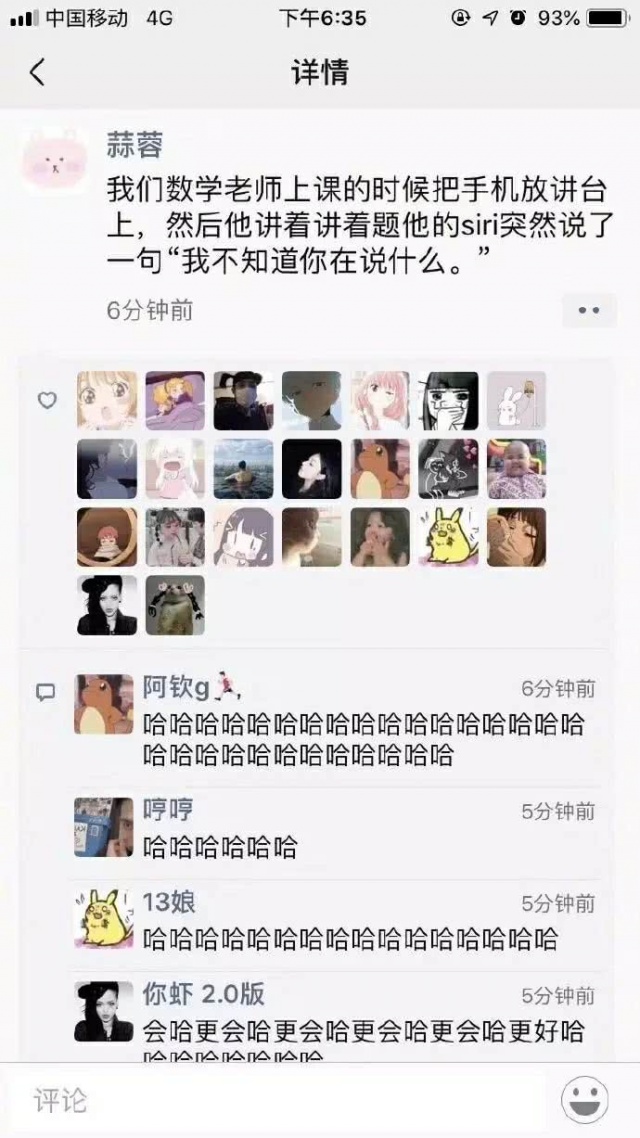 中国移动 4G 下午6:35 93%
详情
蒜蓉
我们数学老师上课的时候把手机放讲台
上，然后他讲着讲着题他的siri突然说了
一句“我不知道你在说什么。”
6分钟前
阿钦g 6分钟前
哈哈哈哈哈哈哈哈哈哈哈哈哈哈哈哈哈
哈哈哈哈哈哈哈哈哈哈哈哈
哼哼 5分钟前
哈哈哈哈哈哈
13娘 5分钟前
哈哈哈哈哈哈哈哈哈哈哈哈哈哈哈哈
你虾 2.0版 5分钟前
会哈更会哈更会哈更会哈更会哈更好哈
哈哈哈哈哈哈哈
评论